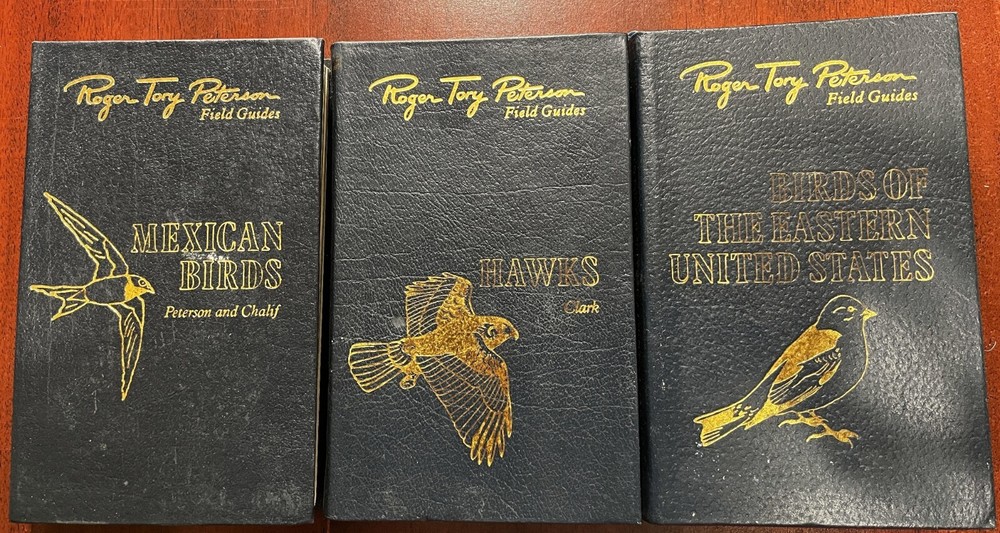 Roger Tory Peterson
Field Guides
MEXICAN
BIRDS
Peterson and Chalif
Roger Tory Peterson
Field Guides
HAWKS
Clark
Roger Tory Peterson
Field Guides
BIRDS OF
THE EASTERN
UNITED STATES